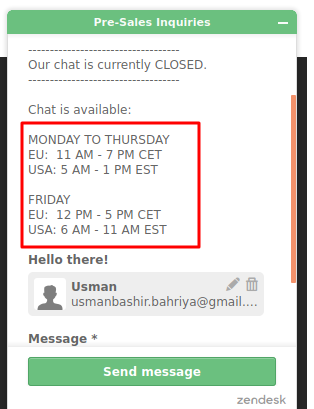 Pre-Sales Inquiries
-----------------------------------
Our chat is currently CLOSED.
-----------------------------------
Chat is available:
MONDAY TO THURSDAY
EU:  11 AM - 7 PM CET
USA: 5 AM - 1 PM EST
FRIDAY
EU:  12 PM - 5 PM CET
USA: 6 AM - 11 AM EST
Hello there!
Usman
usmanbashir.bahriya@gmail....
Message *
Send message
zendesk